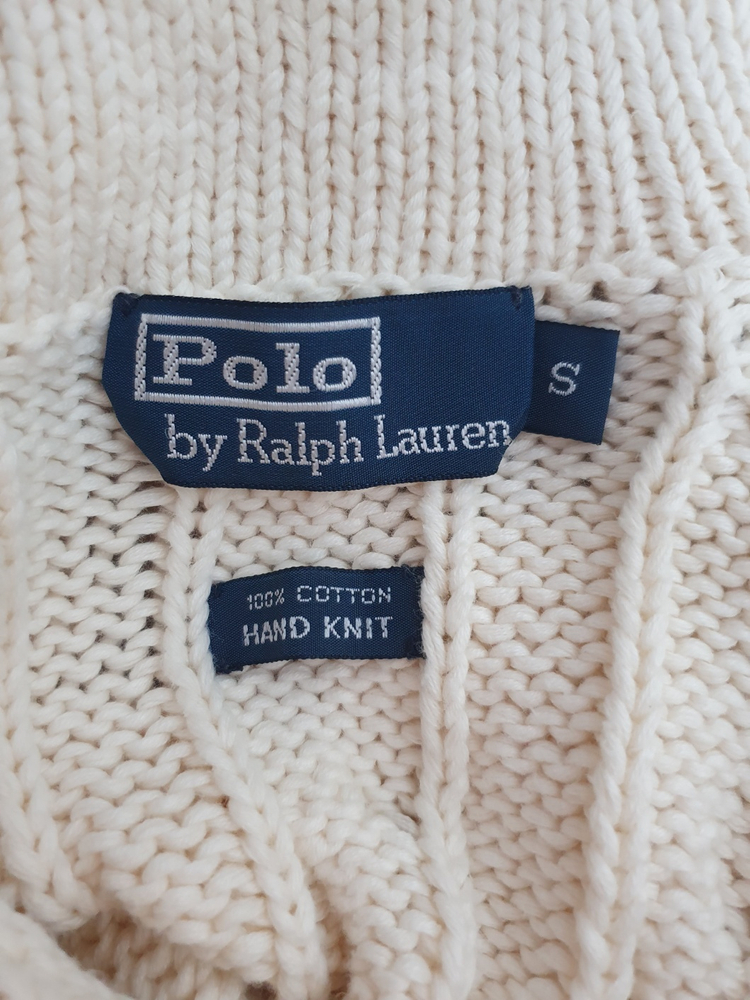 Polo
by Ralph Lauren
S
100% COTTON
HAND KNIT